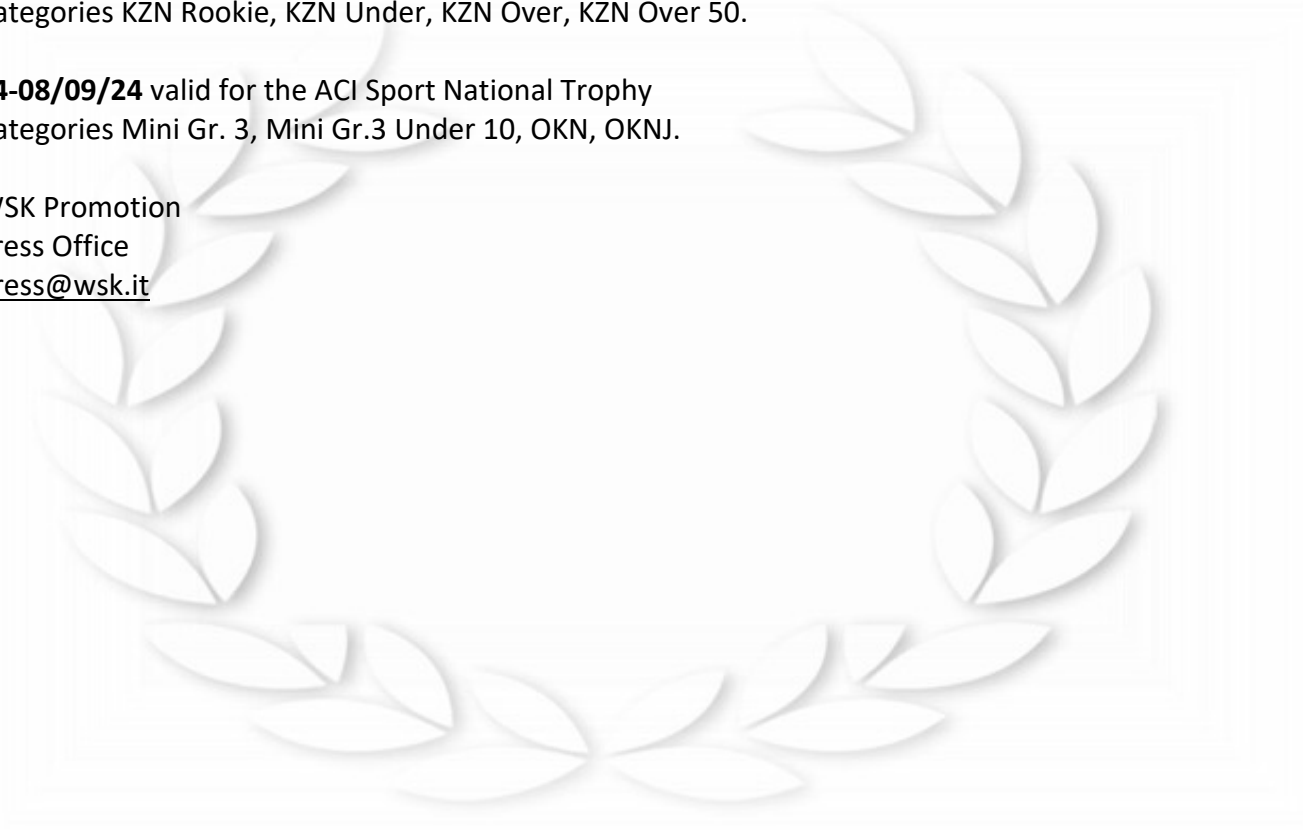 ategories KZN Rookie, KZN Under, KZN Over, KZN Over 50.
4-08/09/24 valid for the ACI Sport National Trophy
ategories Mini Gr. 3, Mini Gr.3 Under 10, OKN, OKNJ.
WSK Promotion
ress Office
ress@wsk.it